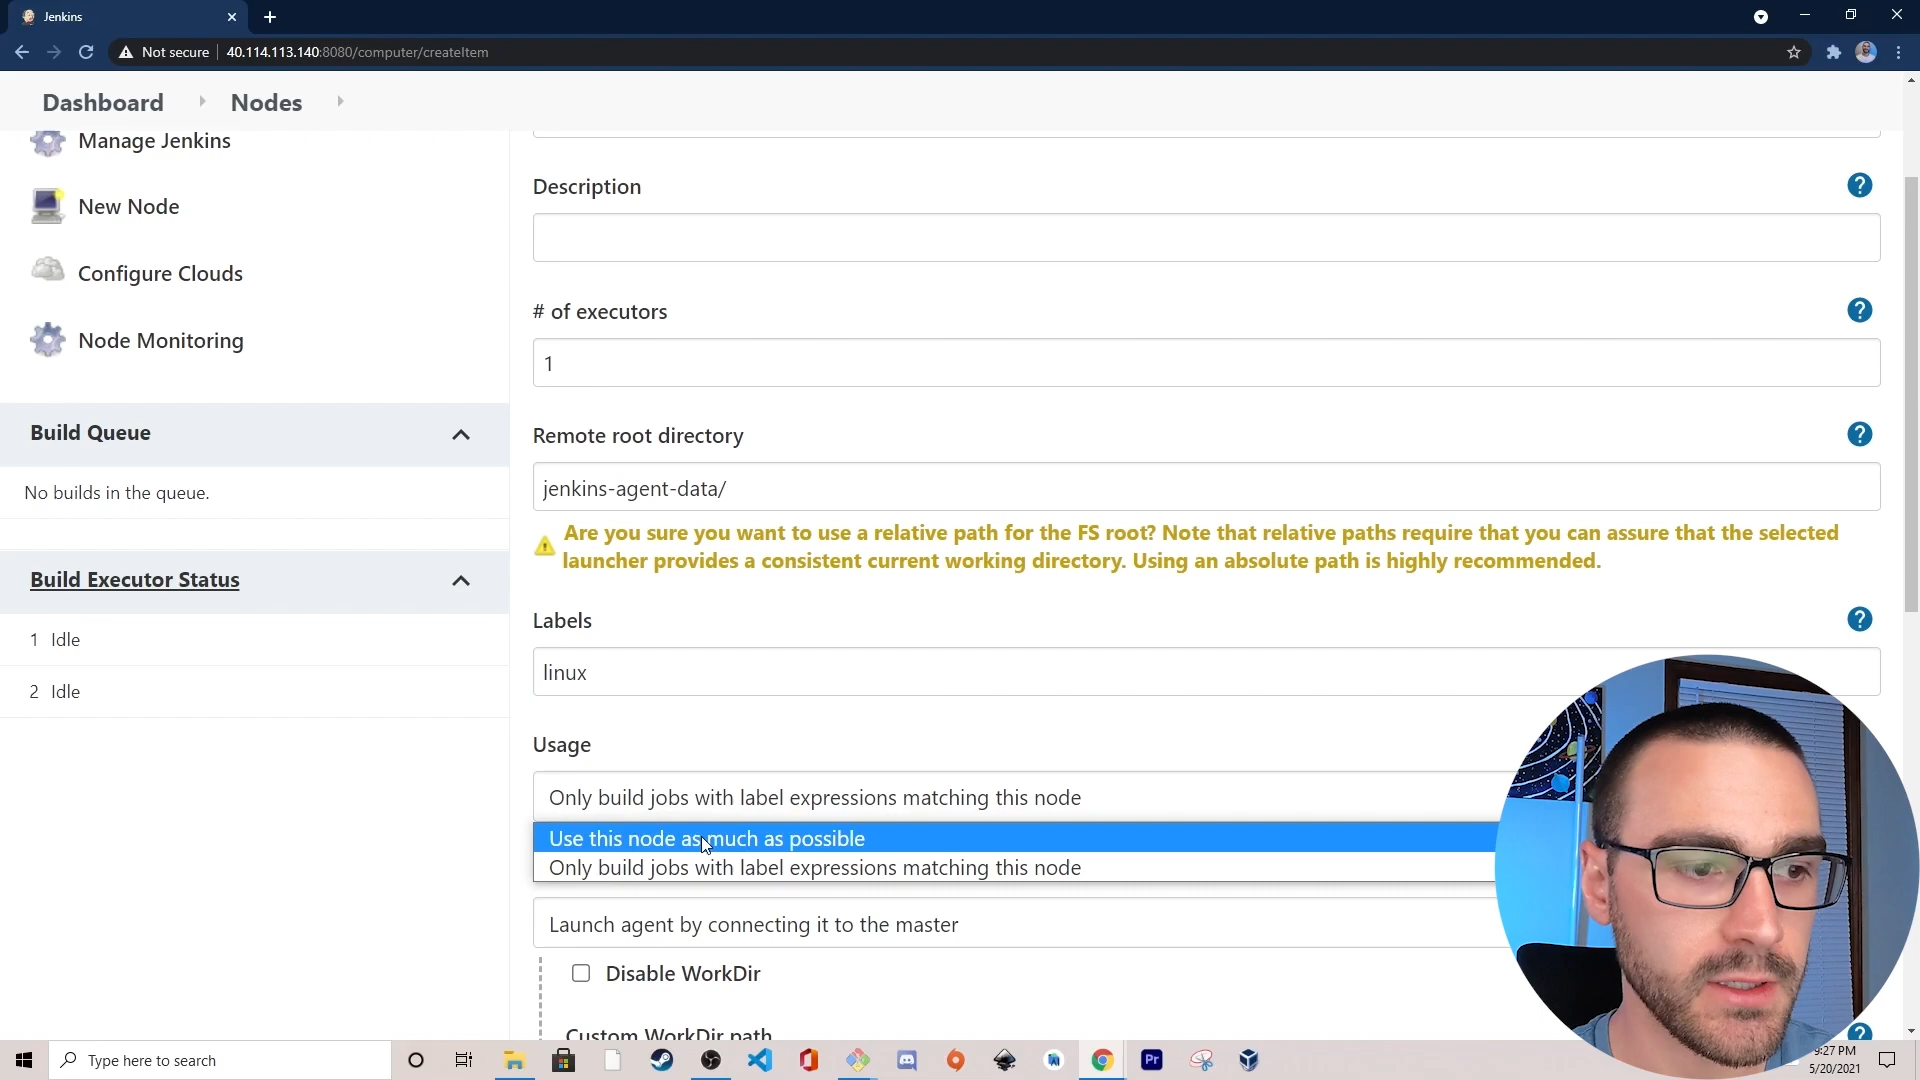 Jenkins
Not secure
40.114.113.140:8080/computer/createItem
Dashboard
Nodes
Manage Jenkins
New Node
Configure Clouds
Node Monitoring
Build Queue
No builds in the queue.
Build Executor Status
1 Idle
2 Idle
Description
?
# of executors
?
1
Remote root directory
?
jenkins-agent-data/
Are you sure you want to use a relative path for the FS root? Note that relative paths require that you can assure that the selected
launcher provides a consistent current working directory. Using an absolute path is highly recommended.
Labels
?
linux
Usage
Only build jobs with label expressions matching this node
Use this node as much as possible
Only build jobs with label expressions matching this node
Launch agent by connecting it to the master
Disable WorkDir
Custom WorkDir path
?
Type here to search
Pr
9:27 PM
5/20/2021